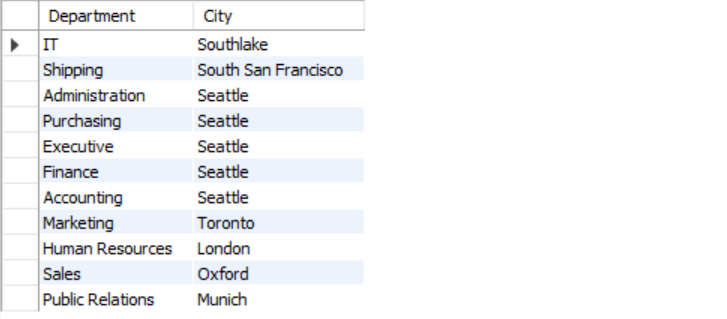 Department City
IT Southlake
Shipping South San Francisco
Administration Seattle
Purchasing Seattle
Executive Seattle
Finance Seattle
Accounting Seattle
Marketing Toronto
Human Resources London
Sales Oxford
Public Relations Munich